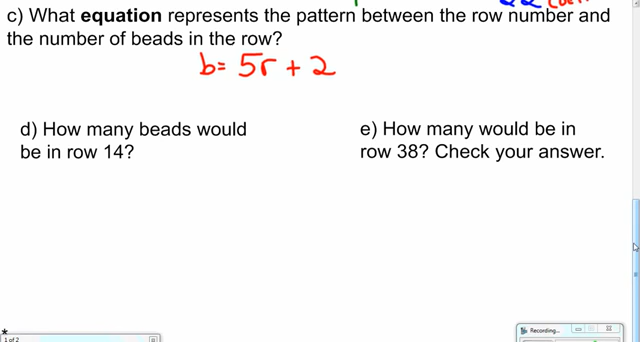 c) What equation represents the pattern between the row number and
the number of beads in the row?
b= 5r + 2
d) How many beads would
be in row 14?
e) How many would be in
row 38? Check your answer.
*
1 of 2
Recording...